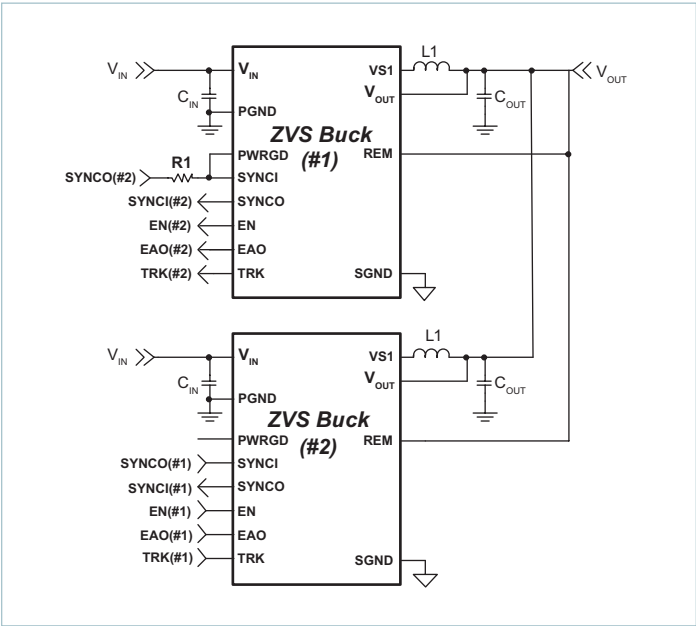 L1
V_IN
V_IN
VS1
V_OUT
V_OUT
C_IN
C_OUT
PGND
ZVS Buck
(#1)
PWRGD
REM
R1
SYNCO(#2)
SYNCI
SYNCI(#2)
SYNCO
EN(#2)
EN
EAO(#2)
EAO
TRK(#2)
TRK
SGND
L1
V_IN
V_IN
VS1
V_OUT
C_IN
C_OUT
PGND
ZVS Buck
(#2)
PWRGD
REM
SYNCO(#1)
SYNCI
SYNCI(#1)
SYNCO
EN(#1)
EN
EAO(#1)
EAO
TRK(#1)
TRK
SGND